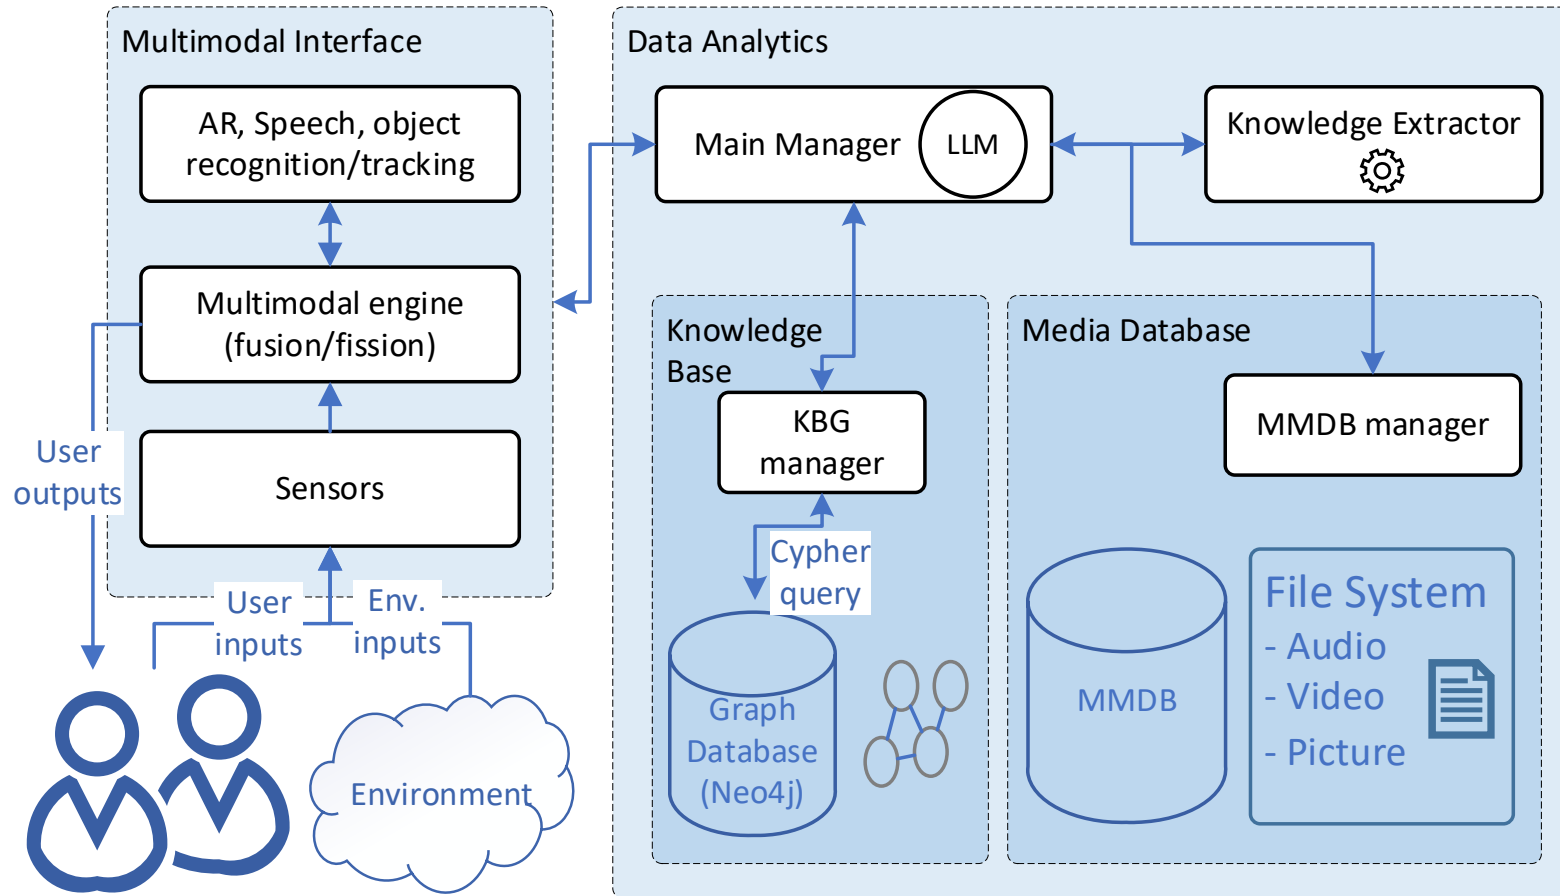 Multimodal Interface
AR, Speech, object
recognition/tracking
Multimodal engine
(fusion/fission)
Sensors
User
outputs
User
inputs
Env.
inputs
Environment
Data Analytics
Main Manager
LLM
Knowledge Extractor
Knowledge
Base
KBG
manager
Cypher
query
Graph
Database
(Neo4j)
Media Database
MMDB manager
MMDB
File System
- Audio
- Video
- Picture